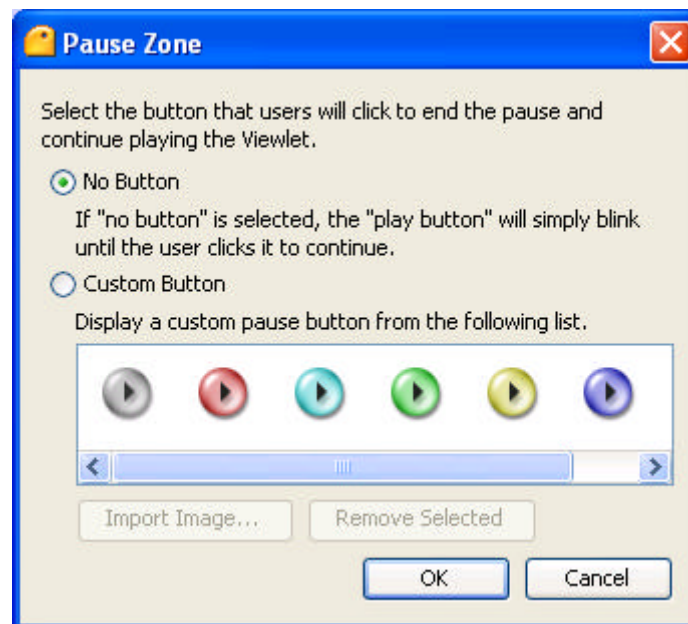 Pause Zone
Select the button that users will click to end the pause and
continue playing the Viewlet.
No Button
If "no button" is selected, the "play button" will simply blink
until the user clicks it to continue.
Custom Button
Display a custom pause button from the following list.
Import Image...
Remove Selected
OK
Cancel